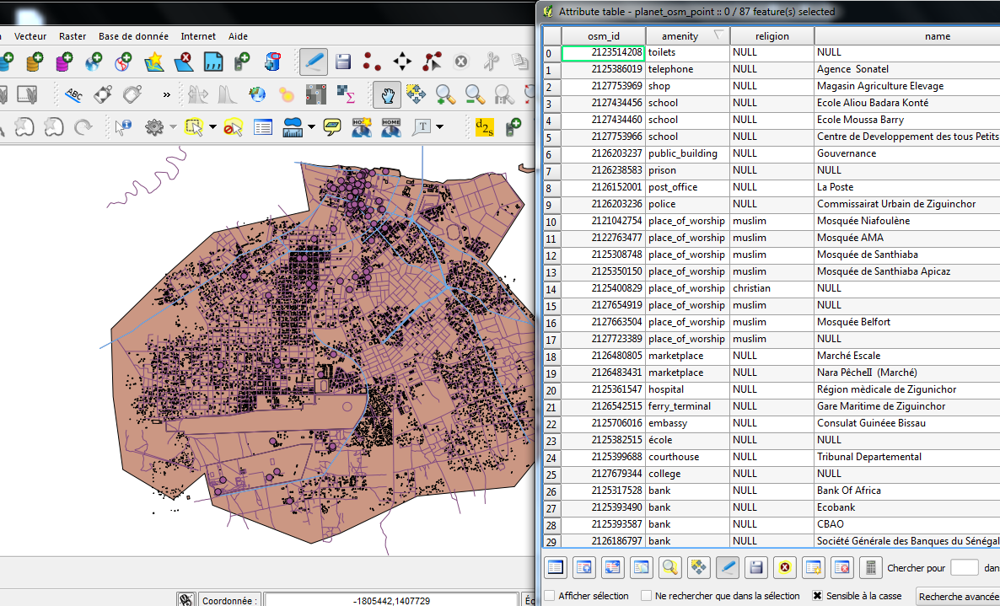 Attribute table - planet_osm_point :: 0 / 87 feature(s) selected
Vecteur Raster Base de donnée Internet Aide
osm_id amenity religion name
0 2123514208 toilets NULL NULL
1 2125386019 telephone NULL Agence Sonatel
2 2127753969 shop NULL Magasin Agriculture Elevage
3 2127434456 school NULL Ecole Aliou Badara Konté
4 2127434460 school NULL Ecole Moussa Barry
5 2127753966 school NULL Centre de Developpement des tous Petits
6 2126203237 public_building NULL Gouvernance
7 2126238583 prison NULL NULL
8 2126152001 post_office NULL La Poste
9 2126203236 police NULL Commissairat Urbain de Ziguinchor
10 2121042754 place_of_worship muslim Mosquée Niafoulène
11 2122763477 place_of_worship muslim Mosquée AMA
12 2125308748 place_of_worship muslim Mosquée de Santhiaba
13 2125350150 place_of_worship muslim Mosquée de Santhiaba Apicaz
14 2125400829 place_of_worship christian NULL
15 2127654919 place_of_worship muslim NULL
16 2127663504 place_of_worship muslim Mosquée Belfort
17 2127723389 place_of_worship muslim NULL
18 2126480805 marketplace NULL Marché Escale
19 2126483431 marketplace NULL Nara PêcheII (Marché)
20 2125361547 hospital NULL Région mèdicale de Zigunichor
21 2126542515 ferry_terminal NULL Gare Maritime de Ziguinchor
22 2125706016 embassy NULL Consulat Guinéee Bissau
23 2125382515 école NULL NULL
24 2125399688 courthouse NULL Tribunal Departemental
25 2127679344 college NULL NULL
26 2125317528 bank NULL Bank Of Africa
27 2125393490 bank NULL Ecobank
28 2125393587 bank NULL CBAO
29 2126186797 bank NULL Société Générale des Banques du Sénégal
ABC »
HOME HOME T d2s
Chercher pour dan
Afficher sélection Ne rechercher que dans la sélection Sensible à la casse Recherche avancée
Coordonnée : -1805442,1407729